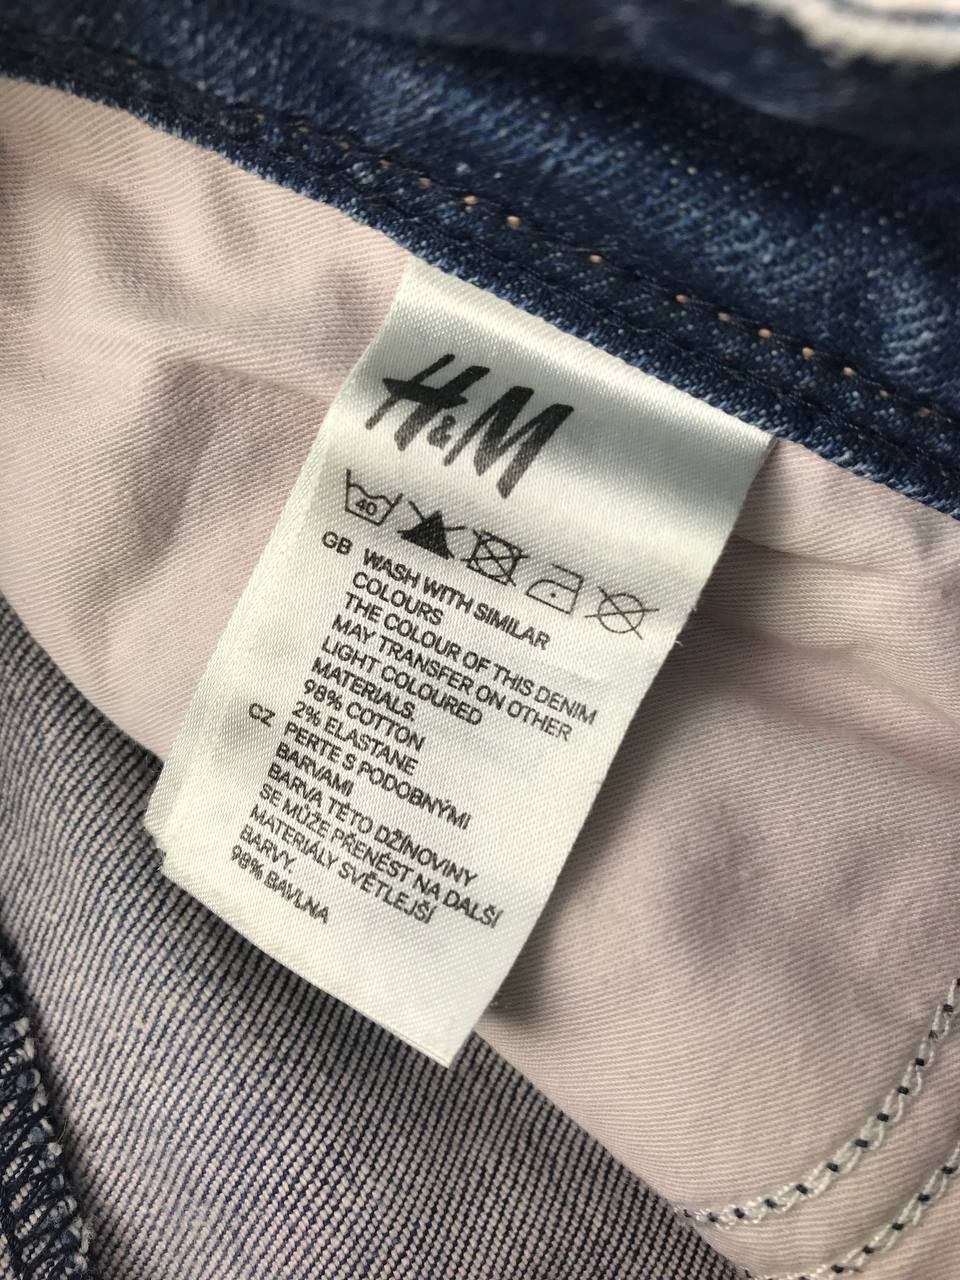 H&M
40
GB WASH WITH SIMILAR
COLOURS
THE COLOUR OF THIS DENIM
MAY TRANSFER ON OTHER
LIGHT COLOURED
MATERIALS.
98% COTTON
2% ELASTANE
CZ PERTE S PODOBNÝMI
BARVAMI
BARVA TÉTO DŽÍNOVINY
SE MŮŽE PŘENÉST NA DALŠÍ
MATERIÁLY SVĚTLEJŠÍ
BARVY.
98% BAVLNA